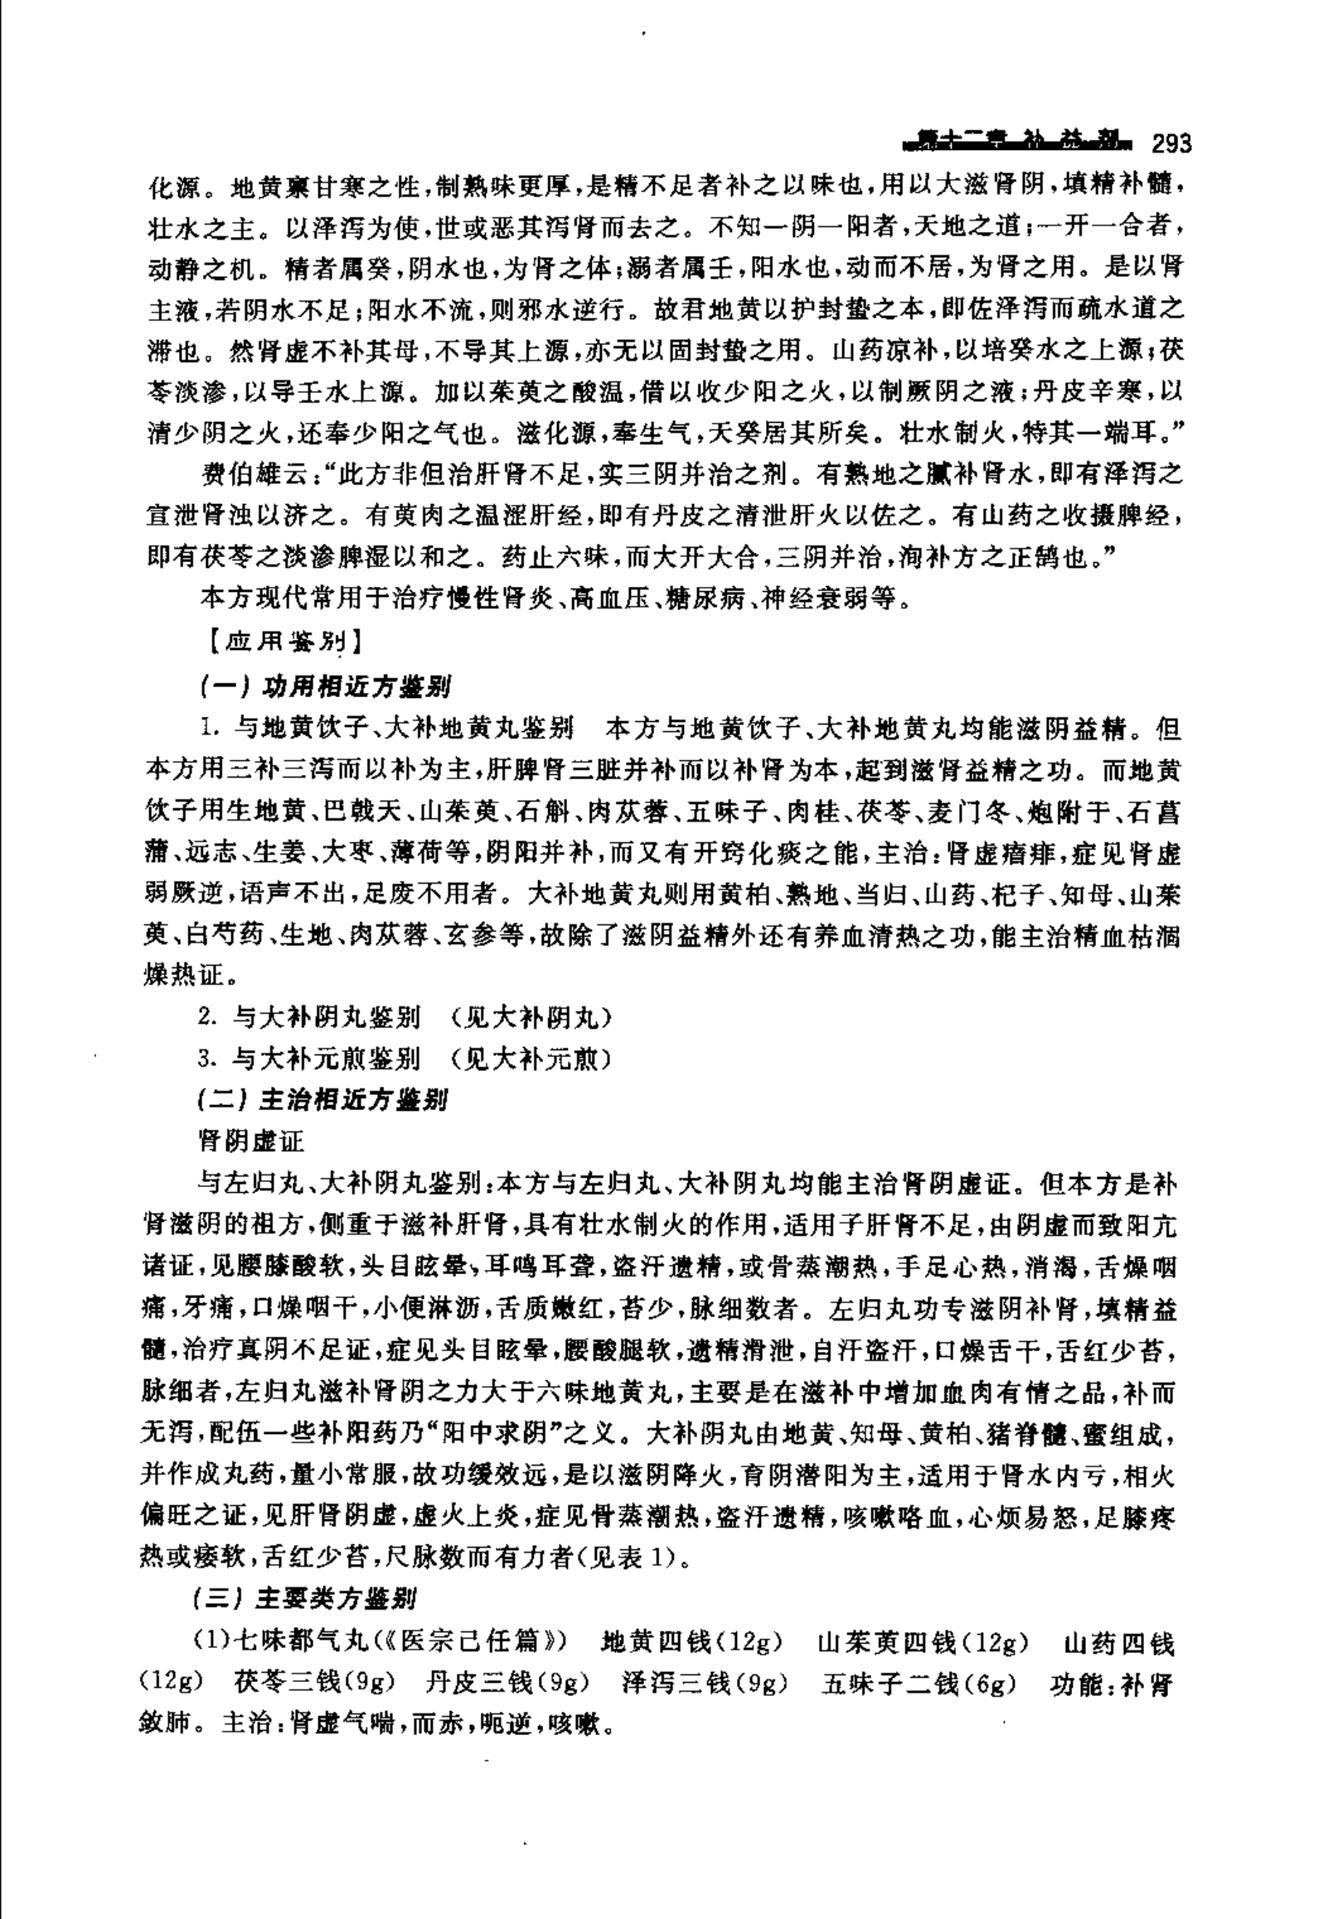 第十二章 补益剂 293
化源。地黄禀甘寒之性,制熟味更厚,是精不足者补之以味也,用以大滋肾阴,填精补髓,
壮水之主。以泽泻为使,世或恶其泻肾而去之。不知一阴一阳者,天地之道;一开一合者,
动静之机。精者属癸,阴水也,为肾之体;溺者属壬,阳水也,动而不居,为肾之用。是以肾
主液,若阴水不足;阳水不流,则邪水逆行。故君地黄以护封蛰之本,即佐泽泻而疏水道之
滞也。然肾虚不补其母,不导其上源,亦无以固封蛰之用。山药凉补,以培癸水之上源;茯
苓淡渗,以导壬水上源。加以茱萸之酸温,借以收少阳之火,以制厥阴之液;丹皮辛寒,以
清少阴之火,还奉少阳之气也。滋化源,奉生气,天癸居其所矣。壮水制火,特其一端耳。”
费伯雄云:“此方非但治肝肾不足,实三阴并治之剂。有熟地之腻补肾水,即有泽泻之
宣泄肾浊以济之。有萸肉之温涩肝经,即有丹皮之清泄肝火以佐之。有山药之收摄脾经,
即有茯苓之淡渗脾湿以和之。药止六味,而大开大合,三阴并治,洵补方之正鹄也。”
本方现代常用于治疗慢性肾炎、高血压、糖尿病、神经衰弱等。
【应用鉴别】
(一) 功用相近方鉴别
1. 与地黄饮子、大补地黄丸鉴别 本方与地黄饮子、大补地黄丸均能滋阴益精。但
本方用三补三泻而以补为主,肝脾肾三脏并补而以补肾为本,起到滋肾益精之功。而地黄
饮子用生地黄、巴戟天、山茱萸、石斛、肉苁蓉、五味子、肉桂、茯苓、麦门冬、炮附子、石菖
蒲、远志、生姜、大枣、薄荷等,阴阳并补,而又有开窍化痰之能,主治:肾虚瘖痱,症见肾虚
弱厥逆,语声不出,足废不用者。大补地黄丸则用黄柏、熟地、当归、山药、杞子、知母、山茱
萸、白芍药、生地、肉苁蓉、玄参等,故除了滋阴益精外还有养血清热之功,能主治精血枯涸
燥热证。
2. 与大补阴丸鉴别 (见大补阴丸)
3. 与大补元煎鉴别 (见大补元煎)
(二) 主治相近方鉴别
肾阴虚证
与左归丸、大补阴丸鉴别:本方与左归丸、大补阴丸均能主治肾阴虚证。但本方是补
肾滋阴的祖方,侧重于滋补肝肾,具有壮水制火的作用,适用于肝肾不足,由阴虚而致阳亢
诸证,见腰膝酸软,头目眩晕、耳鸣耳聋,盗汗遗精,或骨蒸潮热,手足心热,消渴,舌燥咽
痛,牙痛,口燥咽干,小便淋沥,舌质嫩红,苔少,脉细数者。左归丸功专滋阴补肾,填精益
髓,治疗真阴不足证,症见头目眩晕,腰酸腿软,遗精滑泄,自汗盗汗,口燥舌干,舌红少苔,
脉细者,左归丸滋补肾阴之力大于六味地黄丸,主要是在滋补中增加血肉有情之品,补而
无泻,配伍一些补阳药乃“阳中求阴”之义。大补阴丸由地黄、知母、黄柏、猪脊髓、蜜组成,
并作成丸药,量小常服,故功缓效远,是以滋阴降火,育阴潜阳为主,适用于肾水内亏,相火
偏旺之证,见肝肾阴虚,虚火上炎,症见骨蒸潮热,盗汗遗精,咳嗽咯血,心烦易怒,足膝疼
热或痿软,舌红少苔,尺脉数而有力者(见表1)。
(三) 主要类方鉴别
(1)七味都气丸(《医宗己任篇》) 地黄四钱(12g) 山茱萸四钱(12g) 山药四钱
(12g) 茯苓三钱(9g) 丹皮三钱(9g) 泽泻三钱(9g) 五味子二钱(6g) 功能:补肾
敛肺。主治:肾虚气喘,而赤,呃逆,咳嗽。